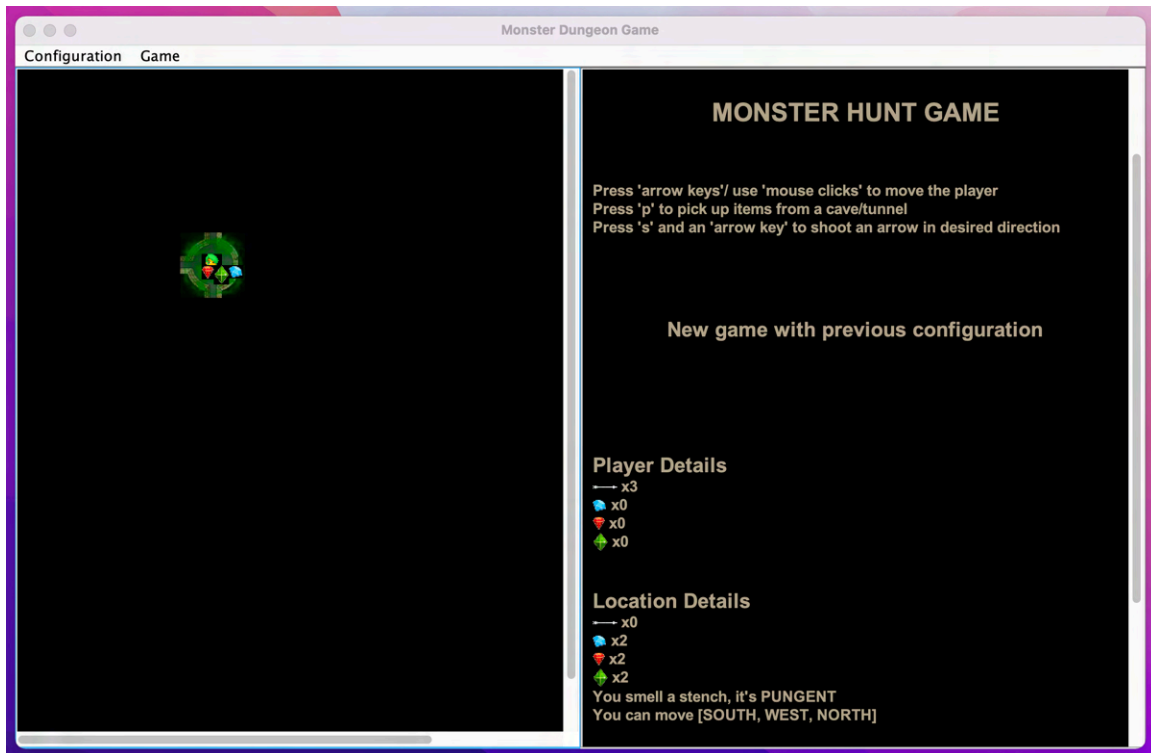 Monster Dungeon Game
Configuration Game
MONSTER HUNT GAME
Press 'arrow keys'/ use 'mouse clicks' to move the player
Press 'p' to pick up items from a cave/tunnel
Press 's' and an 'arrow key' to shoot an arrow in desired direction
New game with previous configuration
Player Details
x3
x0
x0
x0
Location Details
x0
x2
x2
x2
You smell a stench, it's PUNGENT
You can move [SOUTH, WEST, NORTH]